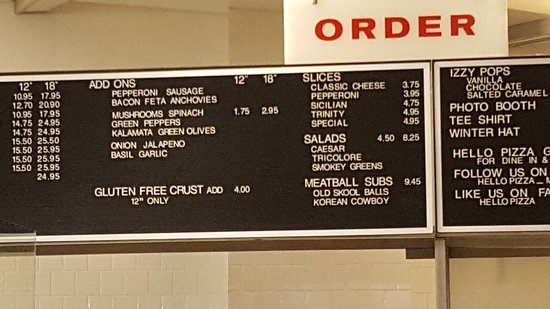 ORDER
12" 18"
10.95 17.95
12.70 20.90
10.95 17.95
14.75 24.95
14.75 24.95
15.50 25.50
15.50 25.95
15.50 25.95
15.50 25.95
24.95
ADD ONS 12" 18"
PEPPERONI SAUSAGE
BACON FETA ANCHOVIES
MUSHROOMS SPINACH 1.75 2.95
GREEN PEPPERS
KALAMATA GREEN OLIVES
ONION JALAPENO
BASIL GARLIC
GLUTEN FREE CRUST ADD 4.00
12" ONLY
SLICES
CLASSIC CHEESE 3.75
PEPPERONI 3.95
SICILIAN 4.75
TRINITY 4.95
SPECIAL 4.95
SALADS 4.50 8.25
CAESAR
TRICOLORE
SMOKEY GREENS
MEATBALL SUBS 9.45
OLD SKOOL BALLS
KOREAN COWBOY
IZZY POPS
VANILLA
CHOCOLATE
SALTED CARAMEL
PHOTO BOOTH
TEE SHIRT
WINTER HAT
HELLO PIZZA G
FOR DINE IN &
FOLLOW US ON
HELLO PIZZA _ M
LIKE US ON FA
HELLO PIZZA